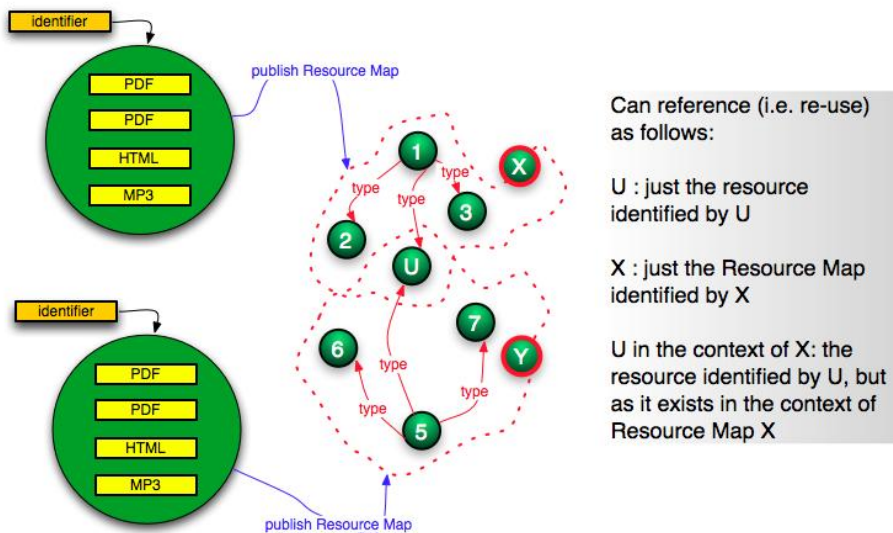 identifier
PDF
PDF
HTML
MP3
publish Resource Map
1
X
type
type
type
3
2
U
7
6
Y
type
type
type
5
identifier
PDF
PDF
HTML
MP3
publish Resource Map
Can reference (i.e. re-use)
as follows:
U : just the resource
identified by U
X : just the Resource Map
identified by X
U in the context of X: the
resource identified by U, but
as it exists in the context of
Resource Map X